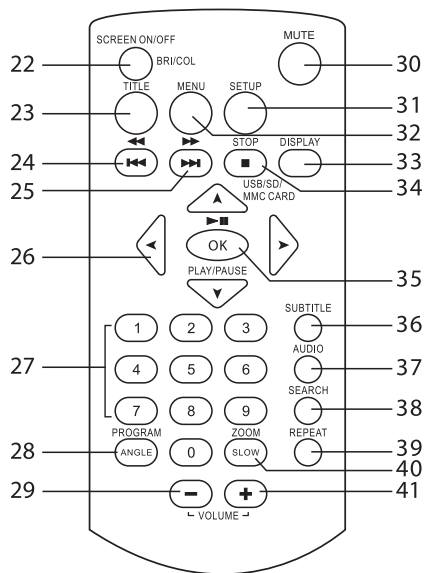 SCREEN ON/OFF
MUTE
22
BRI/COL
30
TITLE
MENU
SETUP
23
31
32
STOP
DISPLAY
24
33
25
34
USB/SD/
MMC CARD
26
OK
35
PLAY/PAUSE
SUBTITLE
27
1
2
3
36
AUDIO
4
5
6
37
SEARCH
7
8
9
38
PROGRAM
ZOOM
REPEAT
28
ANGLE
0
SLOW
39
40
29
41
VOLUME